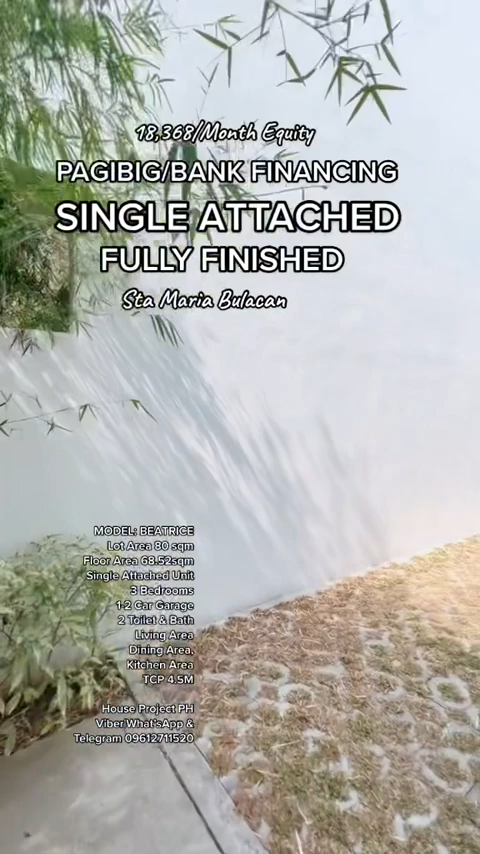 18,368/Month Equity
PAGIBIG/BANK FINANCING
SINGLE ATTACHED
FULLY FINISHED
Sta Maria Bulacan
MODEL: BEATRICE
Lot Area 80 sqm
Floor Area 68.52sqm
Single Attached Unit
3 Bedrooms
1-2 Car Garage
2 Toilet & Bath
Living Area
Dining Area,
Kitchen Area
TCP 4.5M
House Project PH
Viber What'sApp &
Telegram 09612711520